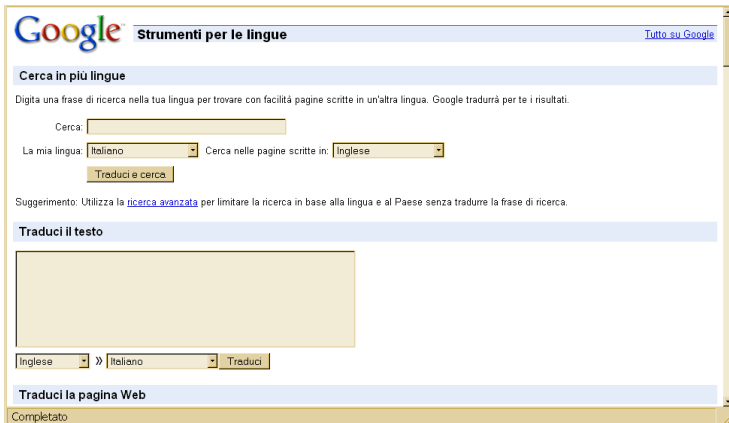 Google Strumenti per le lingue Tutto su Google
Cerca in più lingue
Digita una frase di ricerca nella tua lingua per trovare con facilità pagine scritte in un'altra lingua. Google tradurrà per te i risultati.
Cerca:
La mia lingua: Italiano Cerca nelle pagine scritte in: Inglese
Traduci e cerca
Suggerimento: Utilizza la ricerca avanzata per limitare la ricerca in base alla lingua e al Paese senza tradurre la frase di ricerca.
Traduci il testo
Inglese » Italiano Traduci
Traduci la pagina Web
Completato